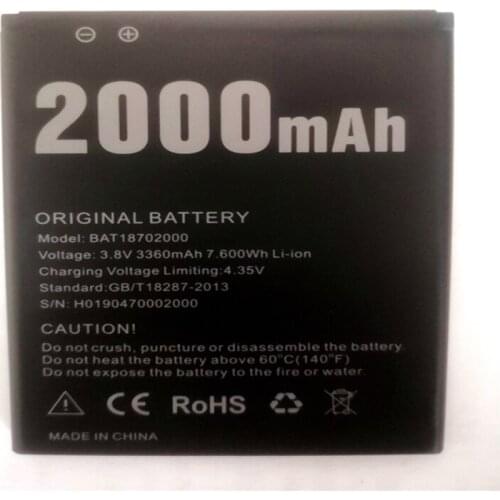 2000mAh
ORIGINAL BATTERY
Model: BAT18702000
Voltage: 3.8V 3360mAh 7.600Wh Li-ion
Charging Voltage Limiting:4.35V
Standard:GB/T18287-2013
S/N: H0190470002000
CAUTION!
Do not crush, puncture or disassemble the battery.
Do not heat the battery above 60°C(140°F)
Do not expose the battery to the fire or water.
CE RoHS
MADE IN CHINA